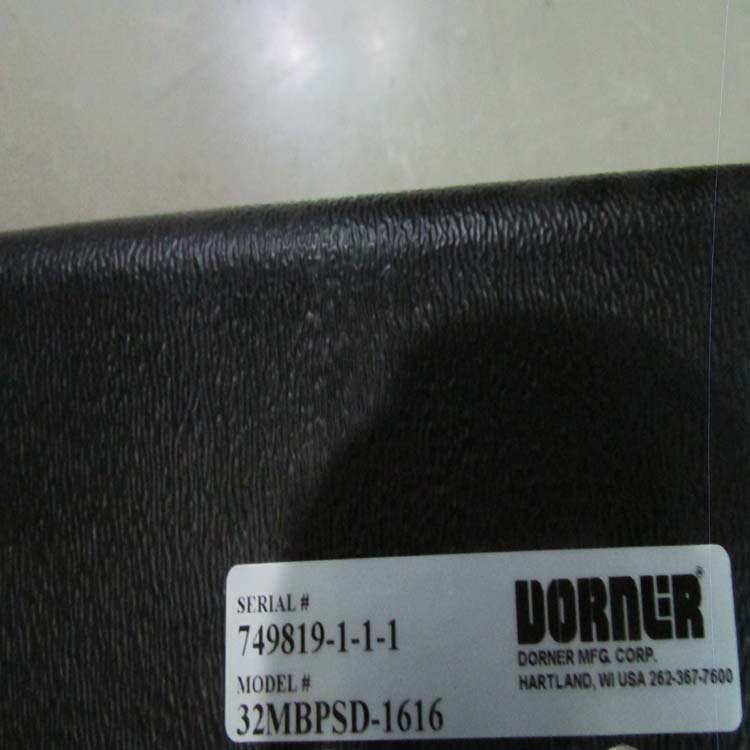 SERIAL #
749819-1-1-1
MODEL #
32MBPSD-1616
DORNER®
DORNER MFG. CORP.
HARTLAND, WI USA 262-367-7600